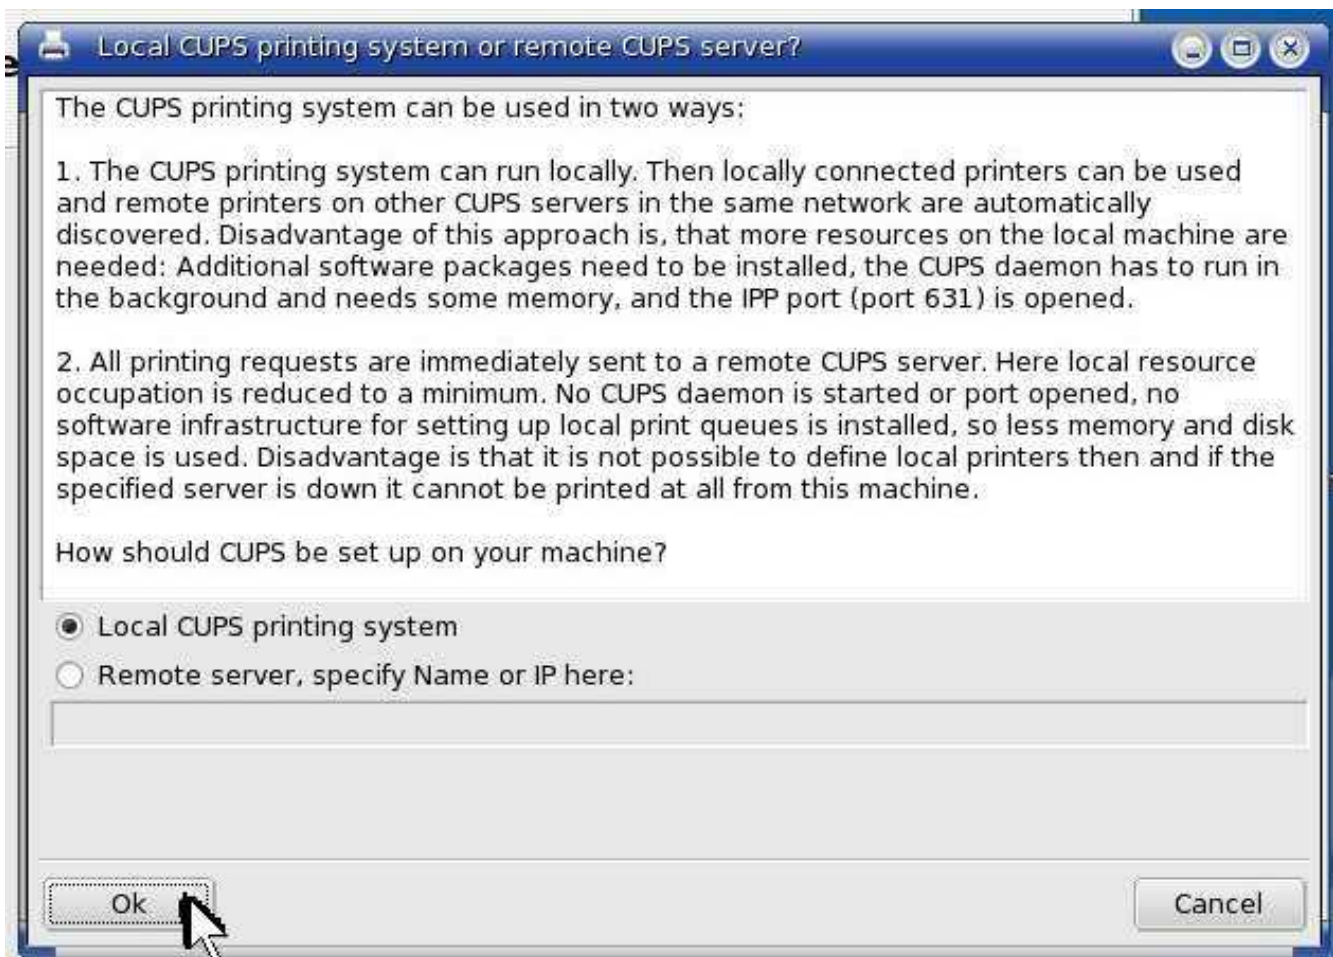 Local CUPS printing system or remote CUPS server?
e
The CUPS printing system can be used in two ways:
1. The CUPS printing system can run locally. Then locally connected printers can be used
and remote printers on other CUPS servers in the same network are automatically
discovered. Disadvantage of this approach is, that more resources on the local machine are
needed: Additional software packages need to be installed, the CUPS daemon has to run in
the background and needs some memory, and the IPP port (port 631) is opened.
2. All printing requests are immediately sent to a remote CUPS server. Here local resource
occupation is reduced to a minimum. No CUPS daemon is started or port opened, no
software infrastructure for setting up local print queues is installed, so less memory and disk
space is used. Disadvantage is that it is not possible to define local printers then and if the
specified server is down it cannot be printed at all from this machine.
How should CUPS be set up on your machine?
Local CUPS printing system
Remote server, specify Name or IP here:
Ok
Cancel